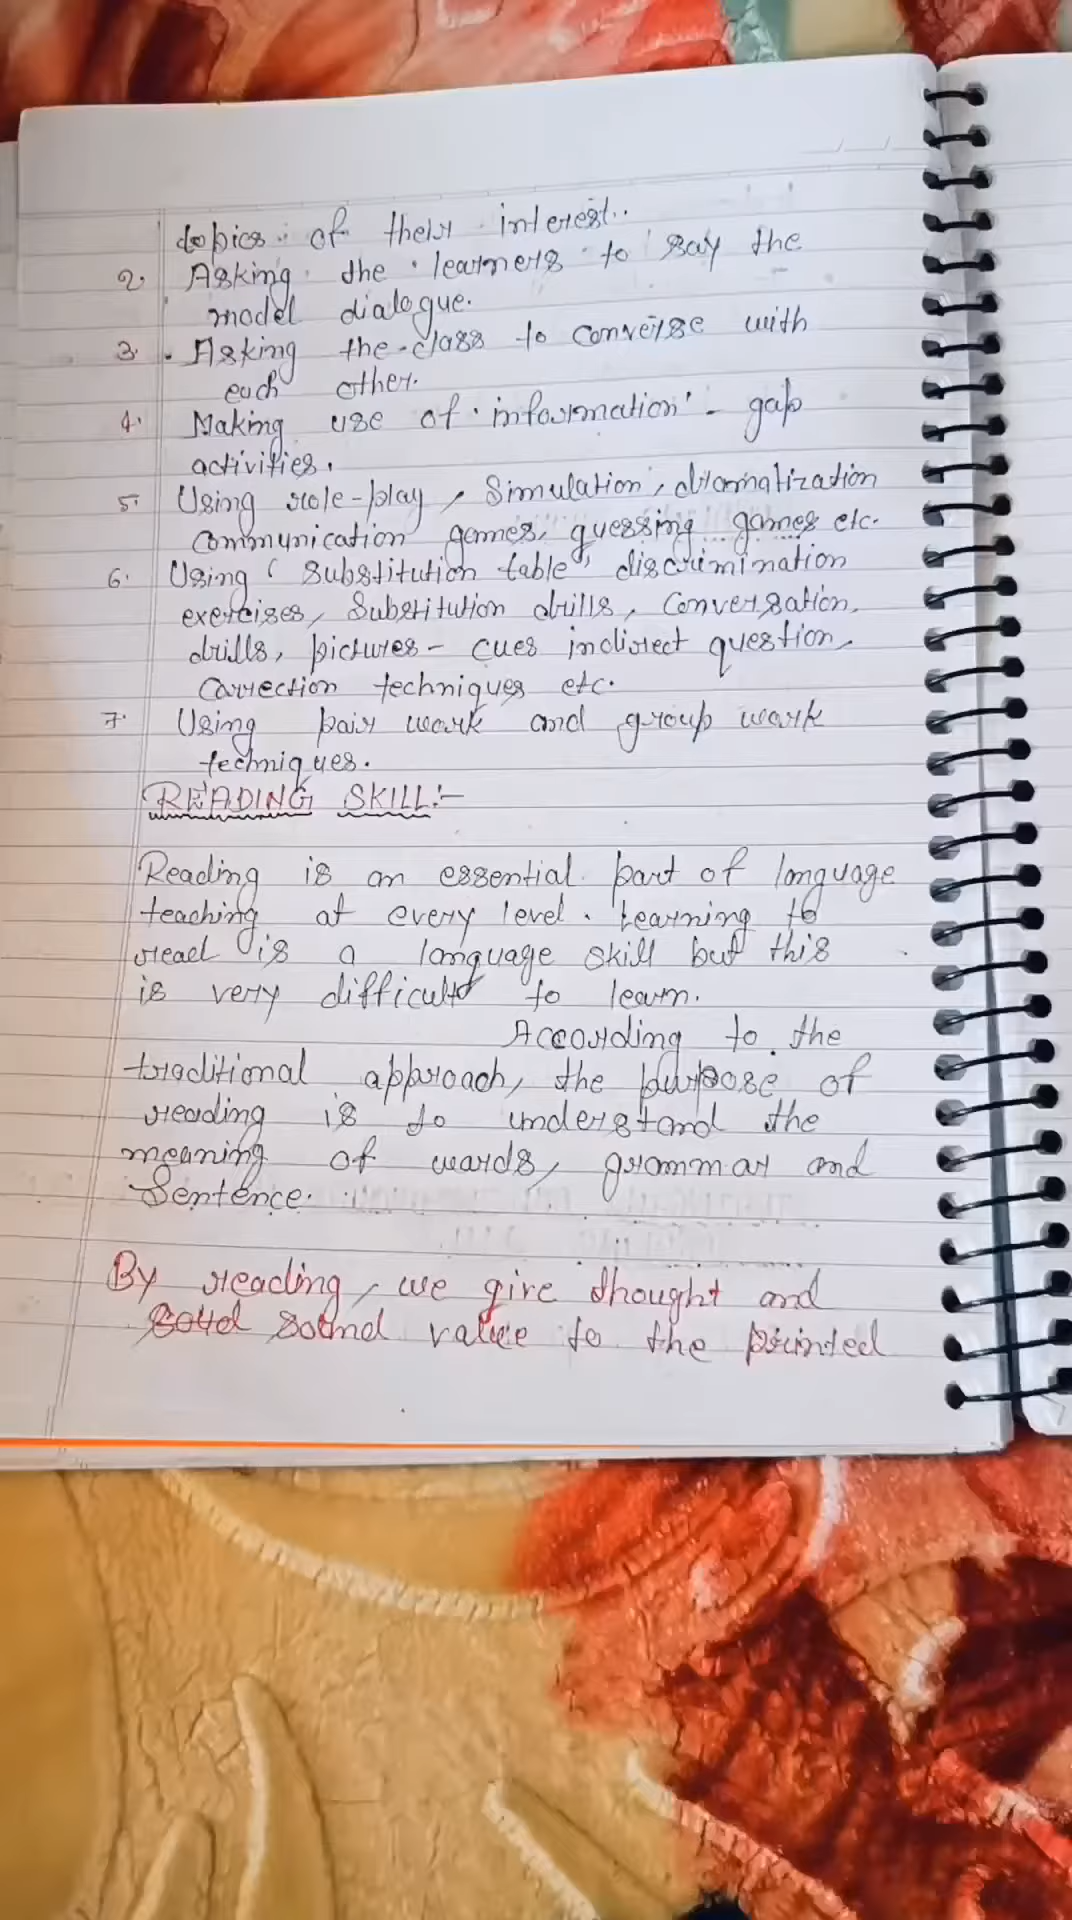 topics of their interest.
2. Asking the learners to say the
model dialogue.
3. Asking the class to converse with
each other.
4. Making use of 'information' - gap
activities.
5. Using role-play, Simulation, dramatization
communication games, guessing games etc.
6. Using 'substitution table' discrimination
exercises, Substitution drills, Conversation,
drills, pictures - cues indirect question,
Correction techniques etc.
7. Using pair work and group work
techniques.
READING SKILL:-
Reading is an essential part of language
teaching at every level. Learning to
read is a language skill but this
is very difficult to learn.
According to the
traditional approach, the purpose of
reading is to understand the
meaning of words, grammar and
Sentence.
By reading, we give thought and
sound value to the printed